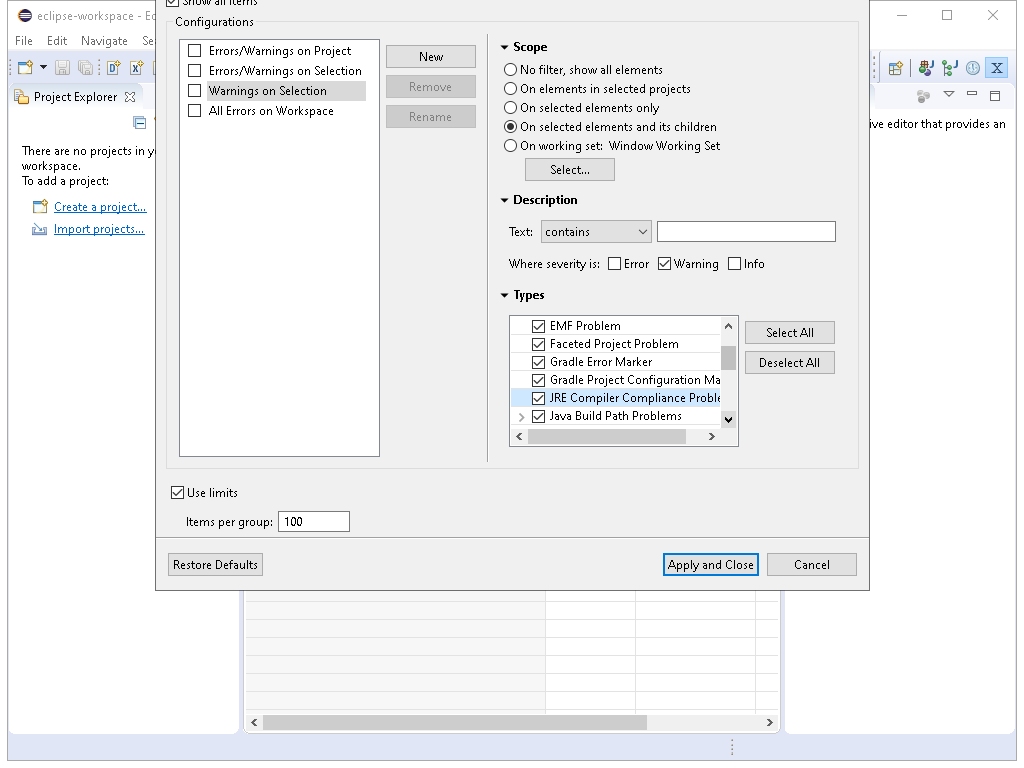 eclipse-workspace - Ec
Show all items
File Edit Navigate Se
Configurations
Errors/Warnings on Project
Errors/Warnings on Selection
Warnings on Selection
All Errors on Workspace
New
Remove
Rename
Scope
No filter, show all elements
On elements in selected projects
On selected elements only
On selected elements and its children
On working set: Window Working Set
Select...
Project Explorer
There are no projects in y
workspace.
To add a project:
Create a project...
Import projects...
ive editor that provides an
Description
Text: contains
Where severity is: Error Warning Info
Types
EMF Problem
Faceted Project Problem
Gradle Error Marker
Gradle Project Configuration Ma
JRE Compiler Compliance Proble
Java Build Path Problems
Select All
Deselect All
Use limits
Items per group: 100
Restore Defaults
Apply and Close
Cancel